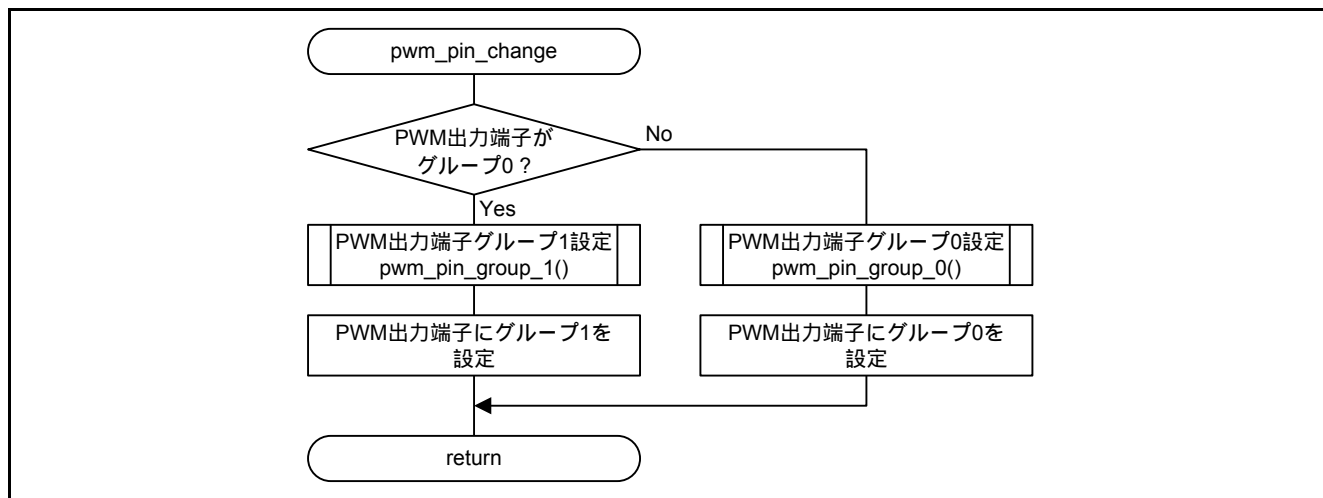 pwm_pin_change
PWM出力端子が
グループ0？
No
Yes
PWM出力端子グループ1設定
pwm_pin_group_1()
PWM出力端子グループ0設定
pwm_pin_group_0()
PWM出力端子にグループ1を
設定
PWM出力端子にグループ0を
設定
return